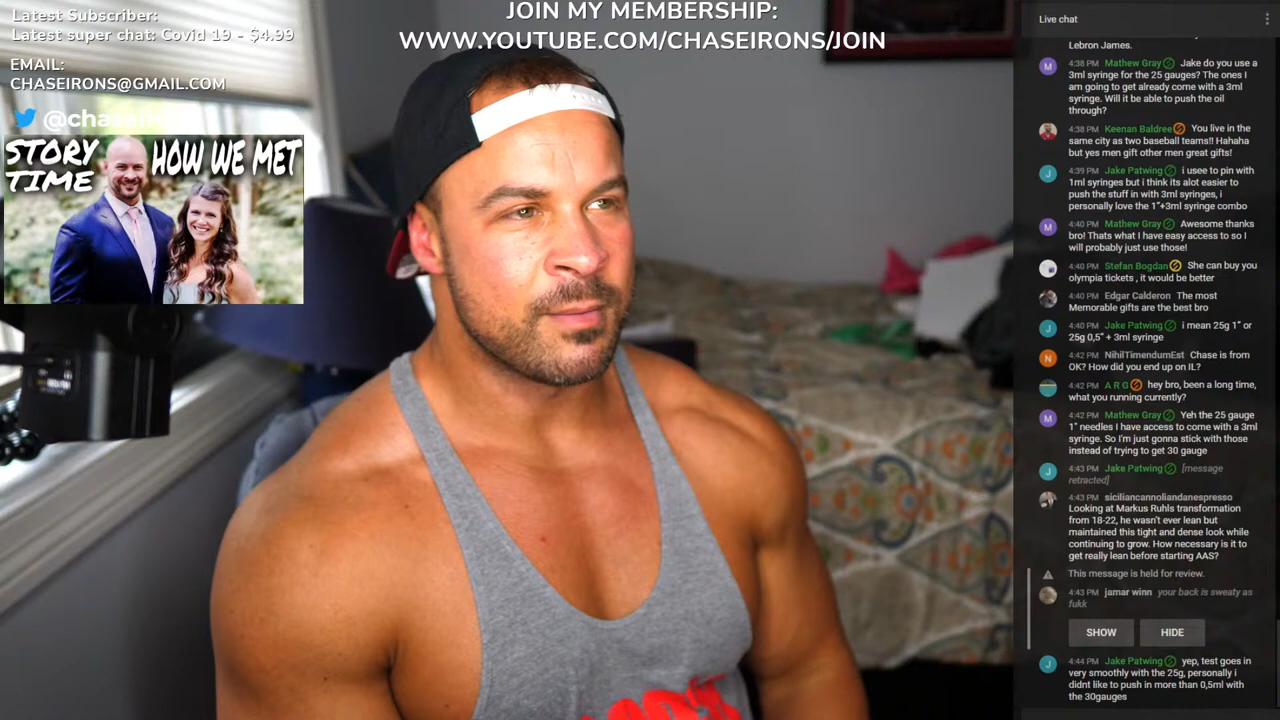 Latest Subscriber:
Latest super chat: Covid 19 - $4.99
EMAIL:
CHASEIRONS@GMAIL.COM
STORY
TIME
HOW WE MET
JOIN MY MEMBERSHIP:
WWW.YOUTUBE.COM/CHASEIRONS/JOIN
Live chat
Lebron James.
4:38 PM Mathew Gray Jake do you use a
3ml syringe for the 25 gauges? The ones I
am going to get already come with a 3ml
syringe. Will it be able to push the oil
through?
4:38 PM Keenan Baldree You live in the
same city as two baseball teams!! Hahaha
but yes men gift other men great gifts!
4:39 PM Jake Patwing i usee to pin with
1ml syringes but i think its alot easier to
push the stuff in with 3ml syringes, i
personally love the 1"+3ml syringe combo
4:40 PM Mathew Gray Awesome thanks
bro! Thats what I have easy access to so I
will probably just use those!
4:40 PM Stefan Bogdan She can buy you
olympia tickets , it would be better
4:40 PM Edgar Calderon The most
Memorable gifts are the best bro
4:40 PM Jake Patwing i mean 25g 1" or
25g 0,5" + 3ml syringe
4:42 PM NihilTimendumEst Chase is from
OK? How did you end up on IL?
4:42 PM A R G hey bro, been a long time,
what you running currently?
4:42 PM Mathew Gray Yeh the 25 gauge
1" needles I have access to come with a 3ml
syringe. So I'm just gonna stick with those
instead of trying to get 30 gauge
4:43 PM Jake Patwing [message
retracted]
4:43 PM siciliancannoliandanespresso
Looking at Markus Ruhls transformation
from 18-22, he wasn't ever lean but
maintained this tight and dense look while
continuing to grow. How necessary is it to
get really lean before starting AAS?
This message is held for review.
4:43 PM jamar winn your back is sweaty as
fukk
SHOW HIDE
4:44 PM Jake Patwing yep, test goes in
very smoothly with the 25g, personally i
didnt like to push in more than 0,5ml with
the 30gauges